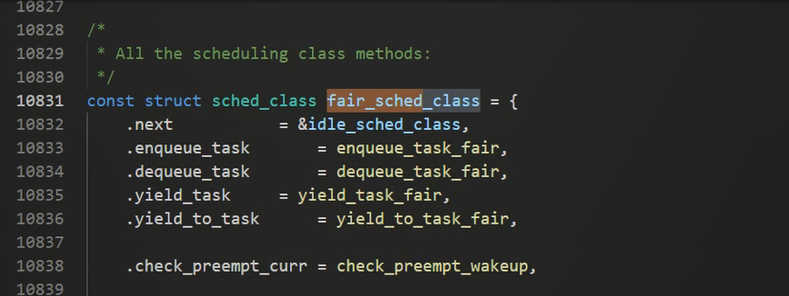 10827
10828 /*
10829  * All the scheduling class methods:
10830  */
10831 const struct sched_class fair_sched_class = {
10832     .next            = &idle_sched_class,
10833     .enqueue_task        = enqueue_task_fair,
10834     .dequeue_task        = dequeue_task_fair,
10835     .yield_task     = yield_task_fair,
10836     .yield_to_task        = yield_to_task_fair,
10837
10838     .check_preempt_curr = check_preempt_wakeup,
10839